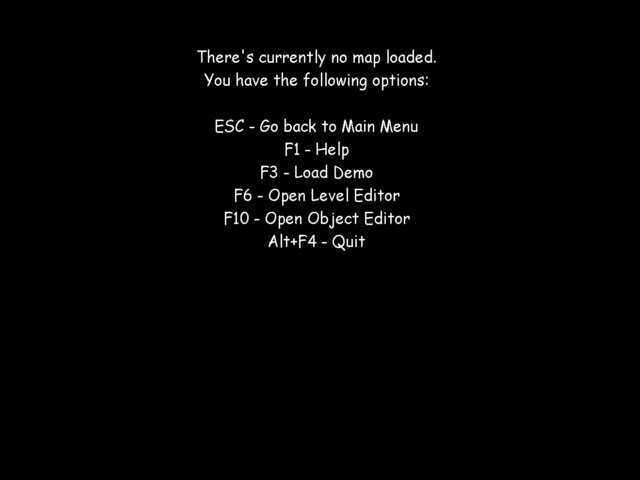 There's currently no map loaded.
You have the following options:
ESC - Go back to Main Menu
F1 - Help
F3 - Load Demo
F6 - Open Level Editor
F10 - Open Object Editor
Alt+F4 - Quit